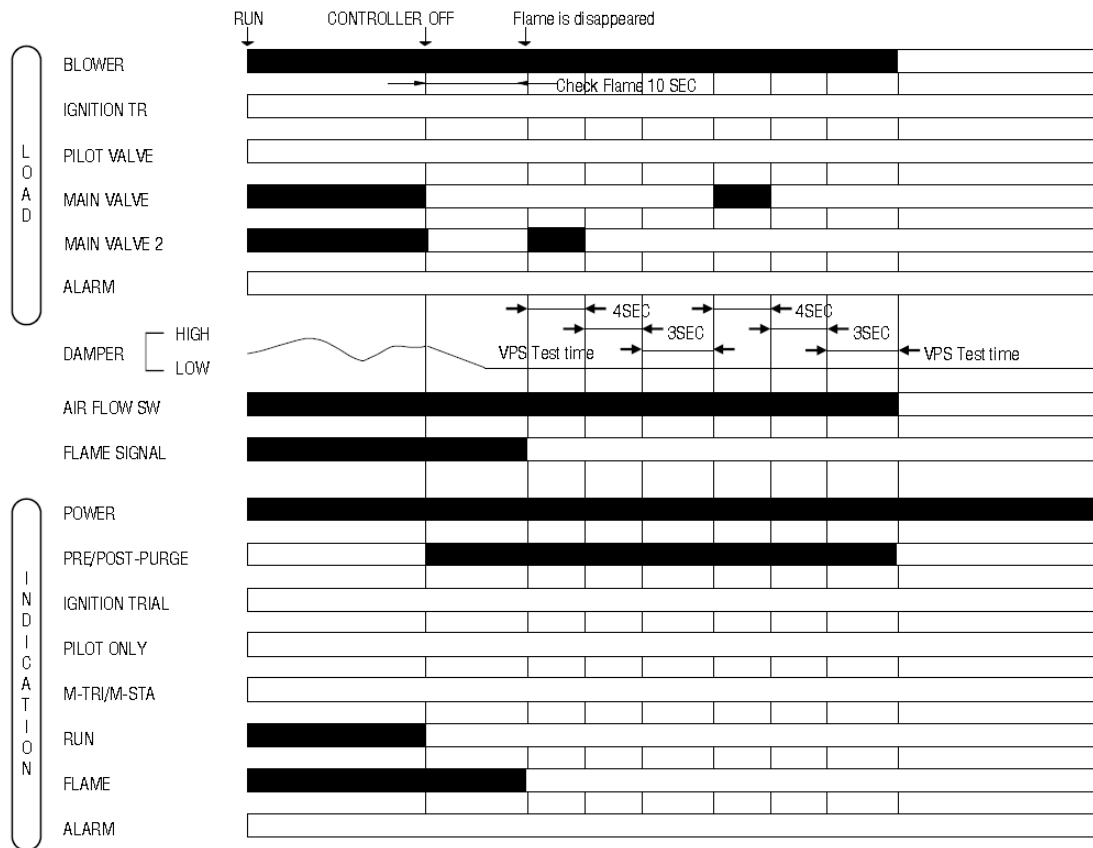 RUN CONTROLLER OFF Flame is disappeared
LOAD
BLOWER
Check Flame 10 SEC
IGNITION TR
PILOT VALVE
MAIN VALVE
MAIN VALVE 2
ALARM
4SEC 4SEC
HIGH
3SEC 3SEC
DAMPER
VPS Test time VPS Test time
LOW
AIR FLOW SW
FLAME SIGNAL
INDICATION
POWER
PRE/POST-PURGE
IGNITION TRIAL
PILOT ONLY
M-TRI/M-STA
RUN
FLAME
ALARM